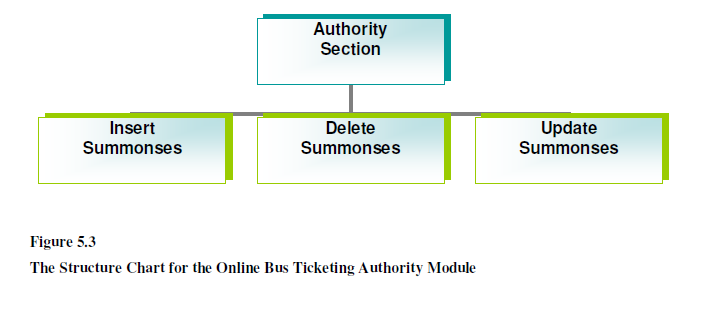 Authority
Section
Insert
Summonses
Delete
Summonses
Update
Summonses
Figure 5.3
The Structure Chart for the Online Bus Ticketing Authority Module